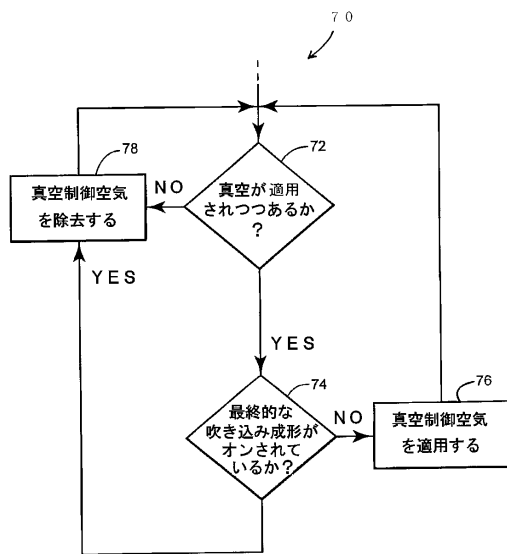 ７０
78
72
真空制御空気
を除去する
NO
真空が適用
されつつあるか
？
YES
YES
74
76
最終的な
吹き込み成形が
オンされて
いるか？
NO
真空制御空気
を適用する